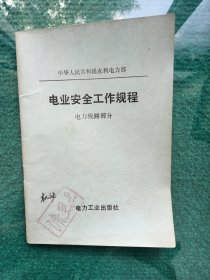 中华人民共和国水利电力部
电业安全工作规程
电力线路部分
电力工业出版社